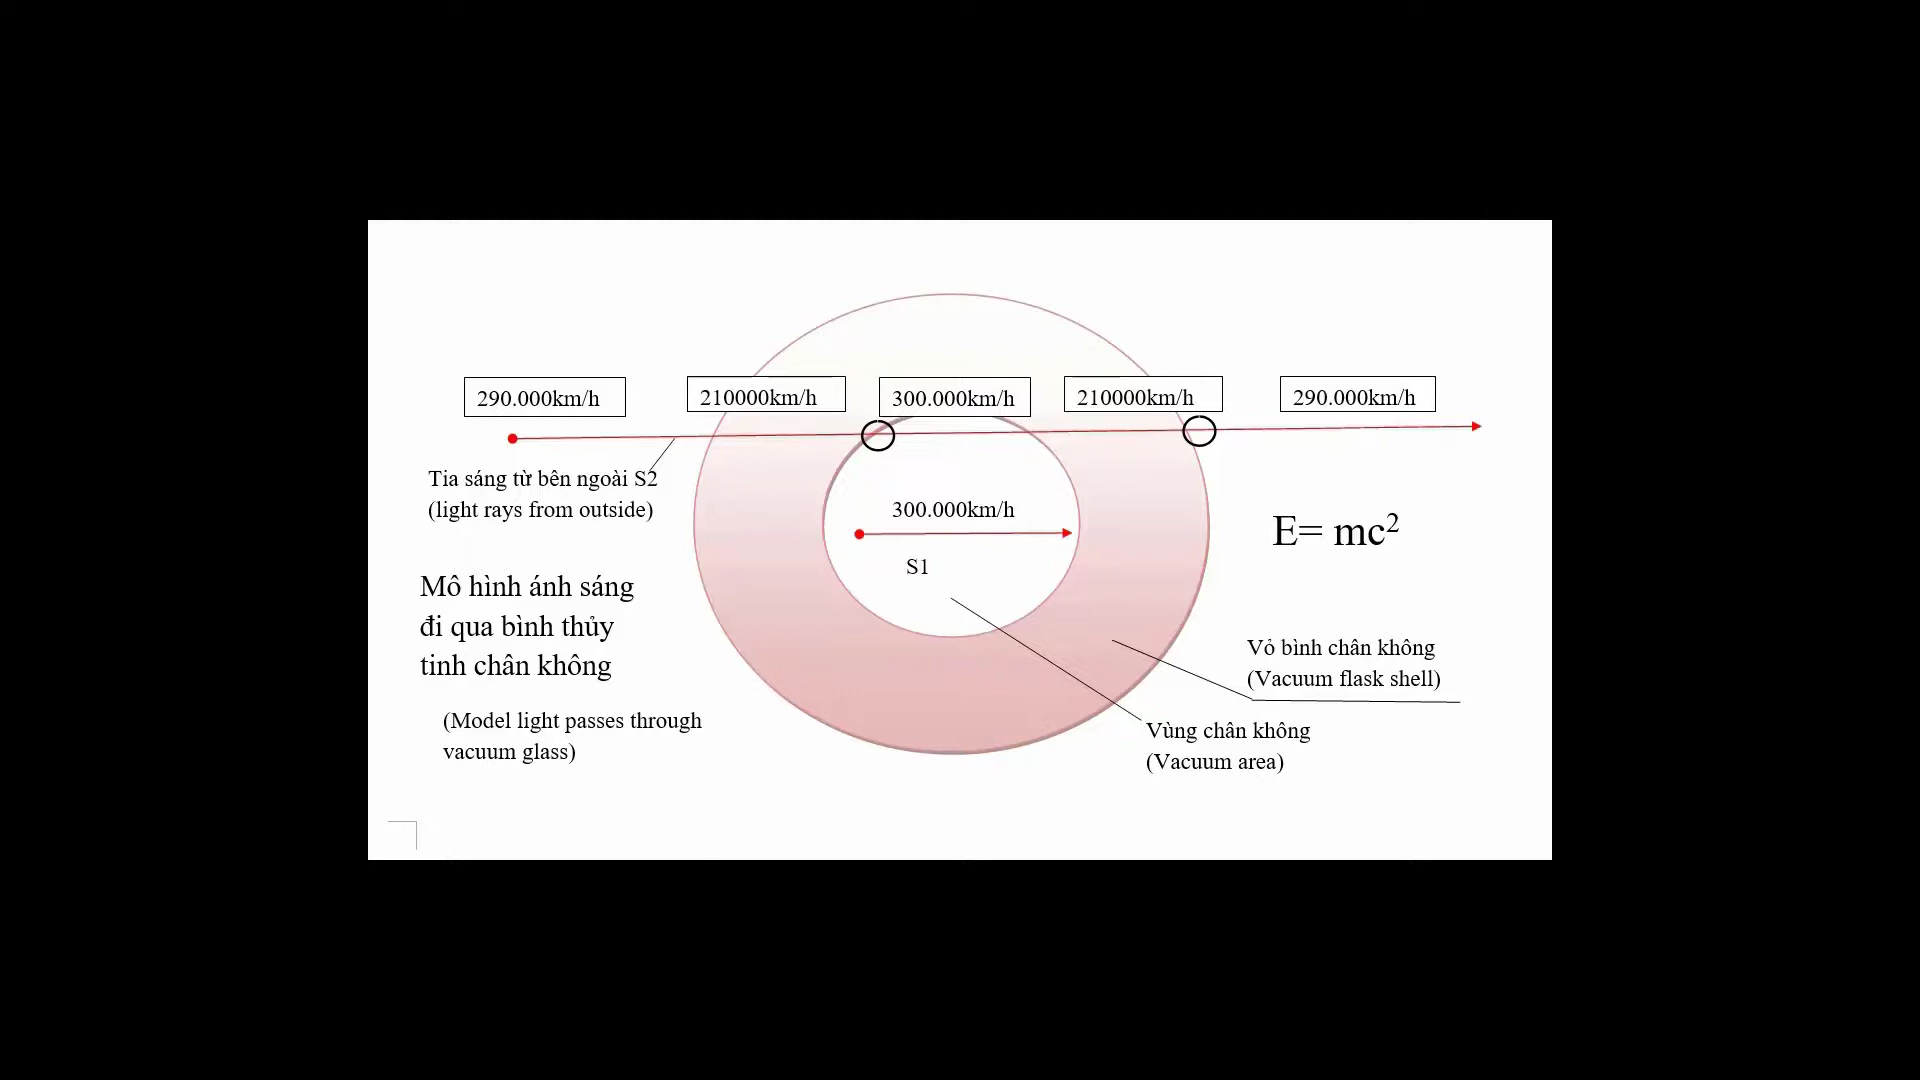 290.000km/h
210000km/h
300.000km/h
210000km/h
290.000km/h
Tia sáng từ bên ngoài S2
(light rays from outside)
300.000km/h
S1
E= mc²
Mô hình ánh sáng
đi qua bình thủy
tinh chân không
(Model light passes through
vacuum glass)
Vỏ bình chân không
(Vacuum flask shell)
Vùng chân không
(Vacuum area)